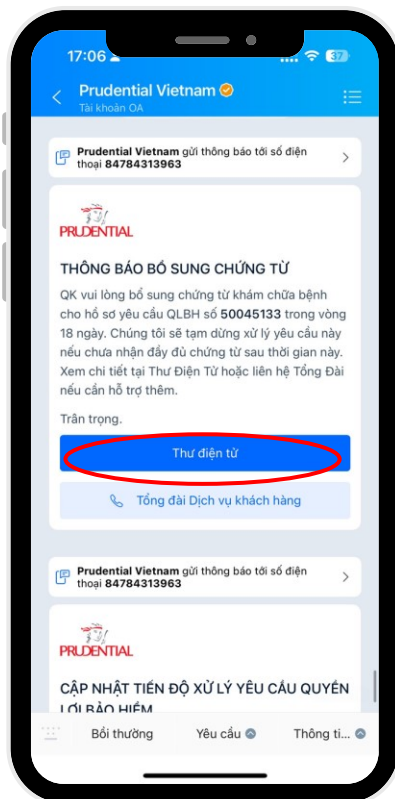 17:06
37
Prudential Vietnam
Tài khoản OA
Prudential Vietnam gửi thông báo tới số điện
thoại 84784313963
PRUDENTIAL
THÔNG BÁO BỔ SUNG CHỨNG TỪ
QK vui lòng bổ sung chứng từ khám chữa bệnh
cho hồ sơ yêu cầu QLBH số 50045133 trong vòng
18 ngày. Chúng tôi sẽ tạm dừng xử lý yêu cầu này
nếu chưa nhận đầy đủ chứng từ sau thời gian này.
Xem chi tiết tại Thư Điện Tử hoặc liên hệ Tổng Đài
nếu cần hỗ trợ thêm.
Trân trọng.
Thư điện tử
Tổng đài Dịch vụ khách hàng
Prudential Vietnam gửi thông báo tới số điện
thoại 84784313963
PRUDENTIAL
CẬP NHẬT TIẾN ĐỘ XỬ LÝ YÊU CẦU QUYỀN
LỢI BẢO HIỂM
Bồi thường
Yêu cầu
Thông ti...